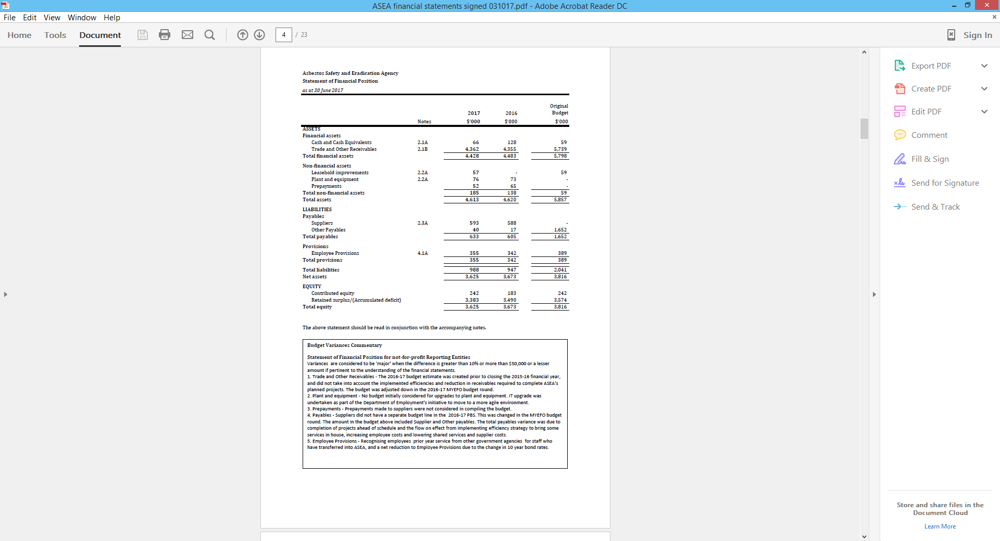 ASEA financial statements signed 031017.pdf - Adobe Acrobat Reader DC
File Edit View Window Help
Home Tools Document 4 / 23 Sign In
Asbestos Safety and Eradication Agency
Statement of Financial Position
as at 30 June 2017
Original
2017 2016 Budget
Notes $'000 $'000 $'000
ASSETS
Financial assets
Cash and Cash Equivalents 2.1A 66 128 59
Trade and Other Receivables 2.1B 4,362 4,355 5,739
Total financial assets 4,428 4,483 5,798
Non-financial assets
Leasehold improvements 2.2A 57 - 59
Plant and equipment 2.2A 76 73 -
Prepayments 52 65 -
Total non-financial assets 185 138 59
Total assets 4,613 4,620 5,857
LIABILITIES
Payables
Suppliers 2.3A 593 588 -
Other Payables 40 17 1,652
Total payables 633 605 1,652
Provisions
Employee Provisions 4.1A 355 342 389
Total provisions 355 342 389
Total liabilities 988 947 2,041
Net assets 3,625 3,673 3,816
EQUITY
Contributed equity 242 183 242
Retained surplus/(Accumulated deficit) 3,383 3,490 3,574
Total equity 3,625 3,673 3,816
The above statement should be read in conjunction with the accompanying notes.
Budget Variances Commentary
Statement of Financial Position for not-for-profit Reporting Entities
Variances are considered to be 'major' when the difference is greater than 10% or more than $50,000 or a lesser
amount if pertinent to the understanding of the financial statements.
1. Trade and Other Receivables - The 2016-17 budget estimate was created prior to closing the 2015-16 financial year,
and did not take into account the implemented efficiencies and reduction in receivables required to complete ASEA's
planned projects. The budget was adjusted down in the 2016-17 MYEFO budget round.
2. Plant and equipment - No budget initially considered for upgrades to plant and equipment. IT upgrade was
undertaken as part of the Department of Employment's initiative to move to a more agile environment.
3. Prepayments - Prepayments made to suppliers were not considered in compiling the budget.
4. Payables - Suppliers did not have a separate budget line in the 2016-17 PBS. This was changed in the MYEFO budget
round. The amount in the budget above included Supplier and Other payables. The total payables variance was due to
completion of projects ahead of schedule and the flow on effect from implementing efficiency strategy to bring some
services in house, increasing employee costs and lowering shared services and supplier costs.
5. Employee Provisions - Recognising employees prior year service from other government agencies for staff who
have transferred into ASEA, and a net reduction to Employee Provisions due to the change in 10 year bond rates.
Export PDF
Create PDF
Edit PDF
Comment
Fill & Sign
Send for Signature
Send & Track
Store and share files in the
Document Cloud
Learn More